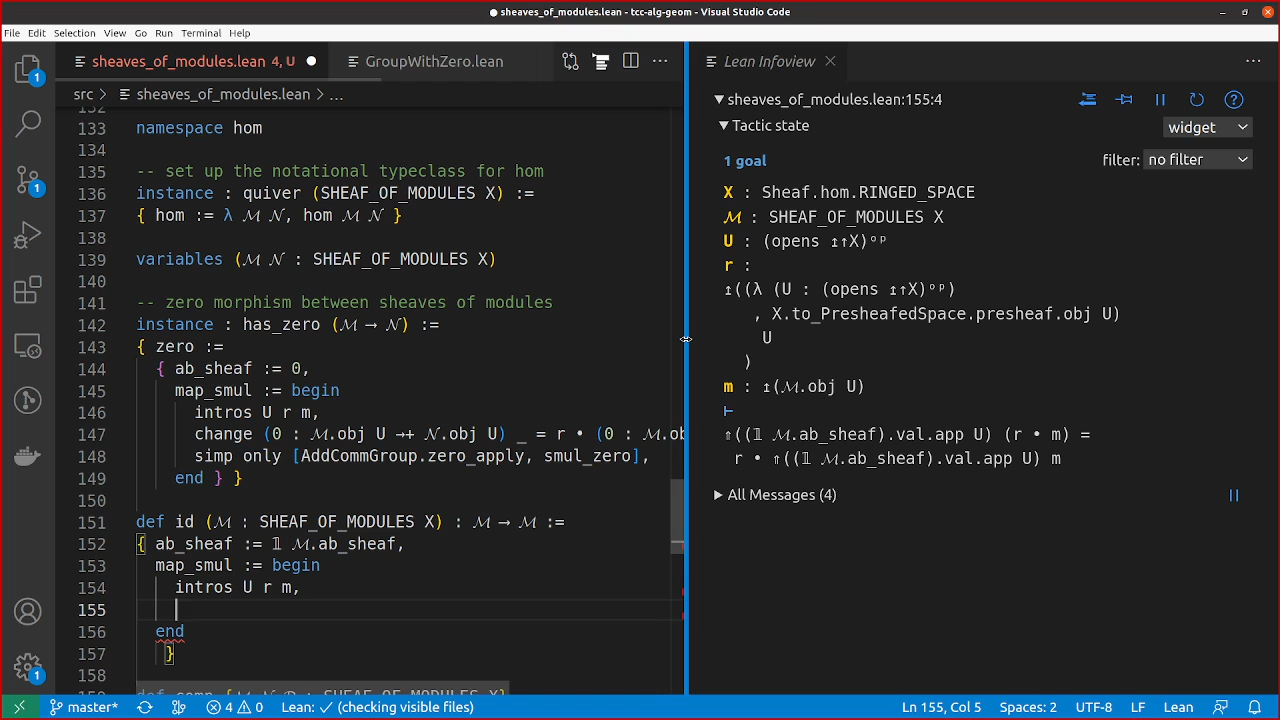 ● sheaves_of_modules.lean - tcc-alg-geom - Visual Studio Code
File Edit Selection View Go Run Terminal Help
sheaves_of_modules.lean 4, U ●
GroupWithZero.lean
Lean Infoview
src > sheaves_of_modules.lean > ...
133 namespace hom
134
135 -- set up the notational typeclass for hom
136 instance : quiver (SHEAF_OF_MODULES X) :=
137 { hom := λ ℳ 𝒩, hom ℳ 𝒩 }
138
139 variables (ℳ 𝒩 : SHEAF_OF_MODULES X)
140
141 -- zero morphism between sheaves of modules
142 instance : has_zero (ℳ ⟶ 𝒩) :=
143 { zero :=
144 { ab_sheaf := 0,
145 map_smul := begin
146 intros U r m,
147 change (0 : ℳ.obj U →+ 𝒩.obj U) _ = r • (0 : ℳ.ob
148 simp only [AddCommGroup.zero_apply, smul_zero],
149 end } }
150
151 def id (ℳ : SHEAF_OF_MODULES X) : ℳ ⟶ ℳ :=
152 { ab_sheaf := 𝟙 ℳ.ab_sheaf,
153 map_smul := begin
154 intros U r m,
155
156 end
157 }
158
sheaves_of_modules.lean:155:4
Tactic state
widget
1 goal
filter: no filter
X : Sheaf.hom.RINGED_SPACE
ℳ : SHEAF_OF_MODULES X
U : (opens ↥↑X)ᵒᵖ
r :
↥((λ (U : (opens ↥↑X)ᵒᵖ)
, X.to_PresheafedSpace.presheaf.obj U)
U
)
m : ↥(ℳ.obj U)
⊢
⇑((𝟙 ℳ.ab_sheaf).val.app U) (r • m) =
r • ⇑((𝟙 ℳ.ab_sheaf).val.app U) m
All Messages (4)
1
1
1
master* 4 0 Lean: ✓ (checking visible files) Ln 155, Col 5 Spaces: 2 UTF-8 LF Lean